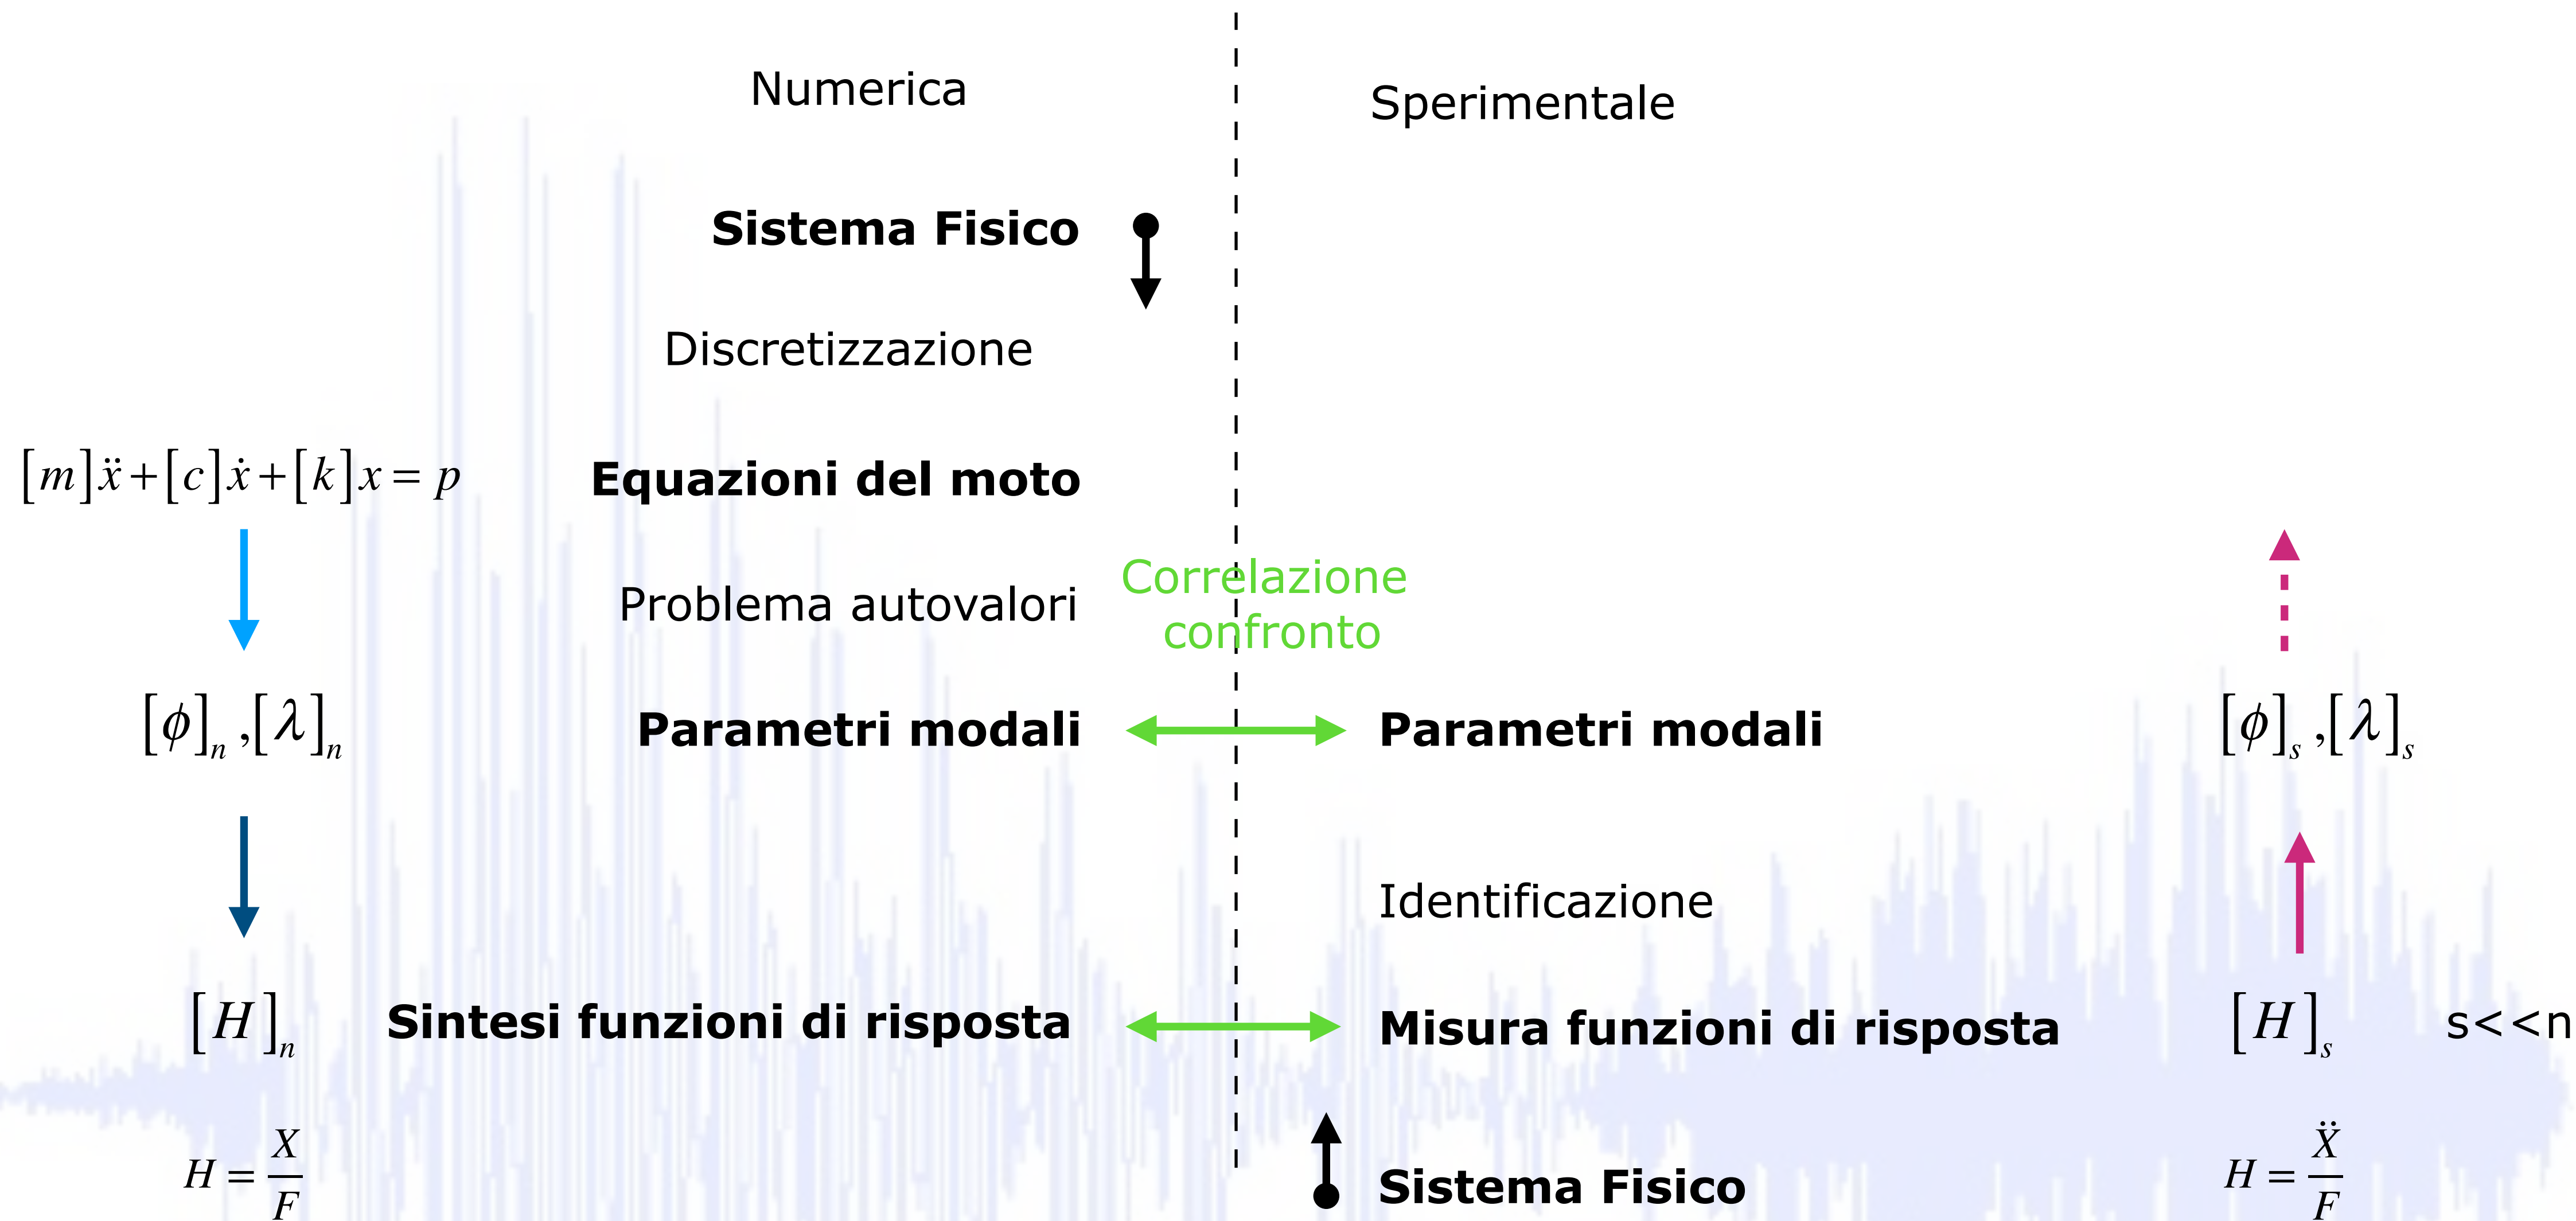 Numerica
Sperimentale
Sistema Fisico
Discretizzazione
[m]ẍ+[c]ẋ+[k]x = p
Equazioni del moto
Correlazione
confronto
Problema autovalori
[ϕ]ₙ ,[λ]ₙ
Parametri modali
Parametri modali
[ϕ]ₛ ,[λ]ₛ
Identificazione
[H]ₙ
Sintesi funzioni di risposta
Misura funzioni di risposta
[H]ₛ
s<<n
H = X/F
Sistema Fisico
H = Ẍ/F